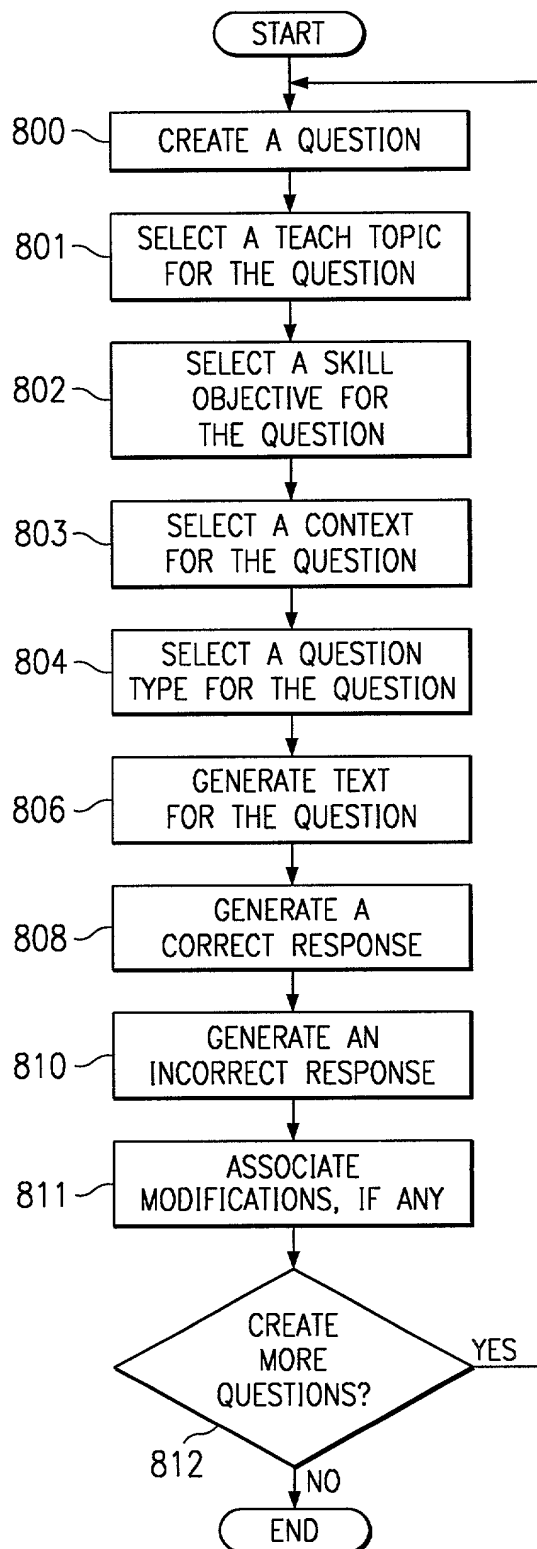 START
800
CREATE A QUESTION
801
SELECT A TEACH TOPIC
FOR THE QUESTION
802
SELECT A SKILL
OBJECTIVE FOR
THE QUESTION
803
SELECT A CONTEXT
FOR THE QUESTION
804
SELECT A QUESTION
TYPE FOR THE QUESTION
806
GENERATE TEXT
FOR THE QUESTION
808
GENERATE A
CORRECT RESPONSE
810
GENERATE AN
INCORRECT RESPONSE
811
ASSOCIATE
MODIFICATIONS, IF ANY
CREATE
MORE
QUESTIONS?
YES
812
NO
END